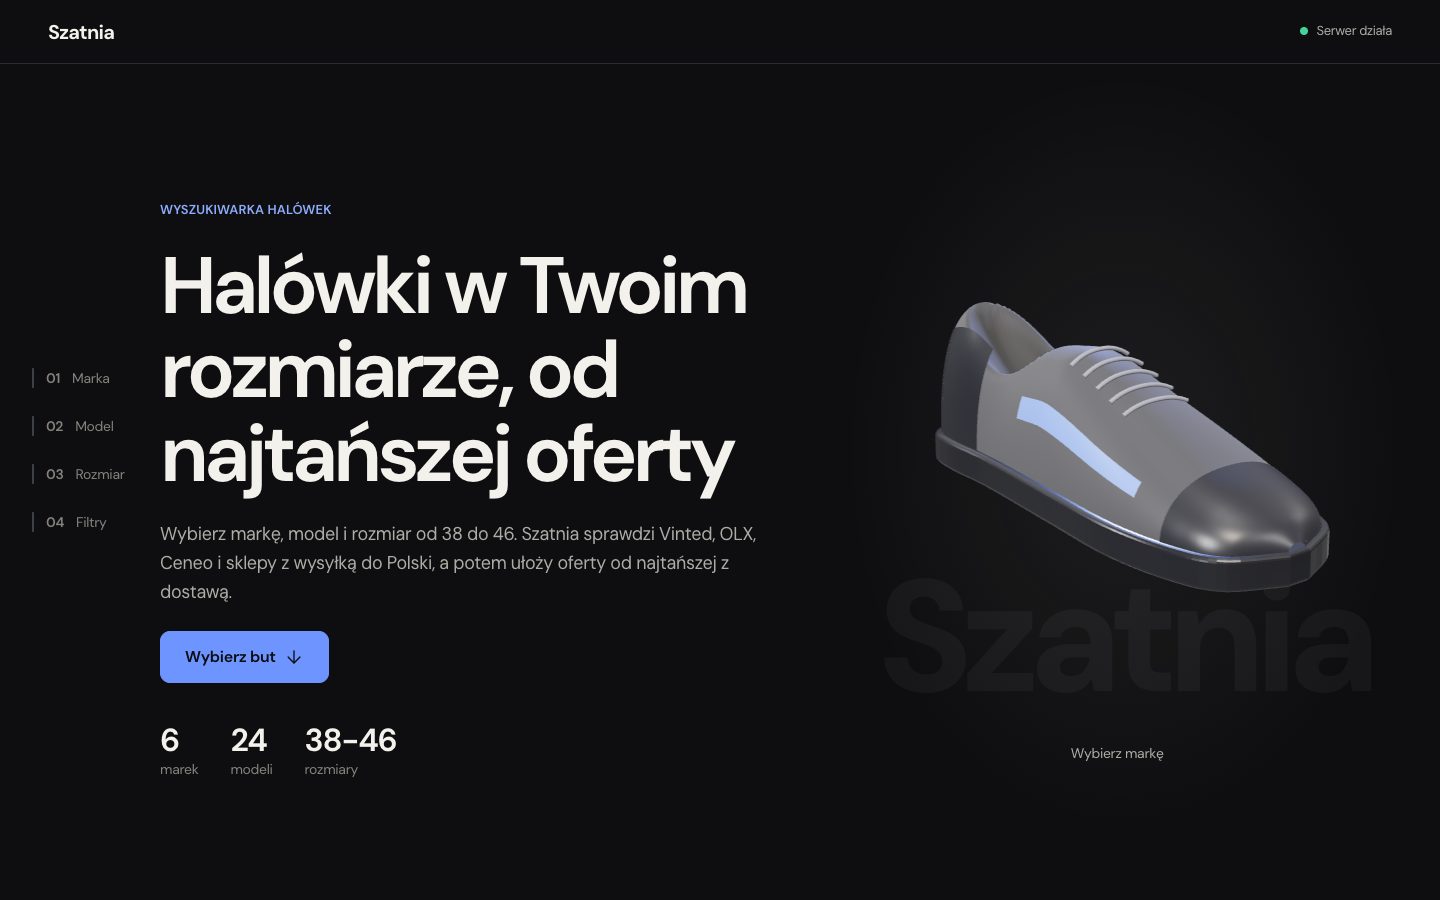 Szatnia
Serwer działa
WYSZUKIWARKA HALÓWEK
Halówki w Twoim
rozmiarze, od
najtańszej oferty
01 Marka
02 Model
03 Rozmiar
04 Filtry
Wybierz markę, model i rozmiar od 38 do 46. Szatnia sprawdzi Vinted, OLX,
Ceneo i sklepy z wysyłką do Polski, a potem ułoży oferty od najtańszej z
dostawą.
Wybierz but
6
marek
24
modeli
38–46
rozmiary
Szatnia
Wybierz markę